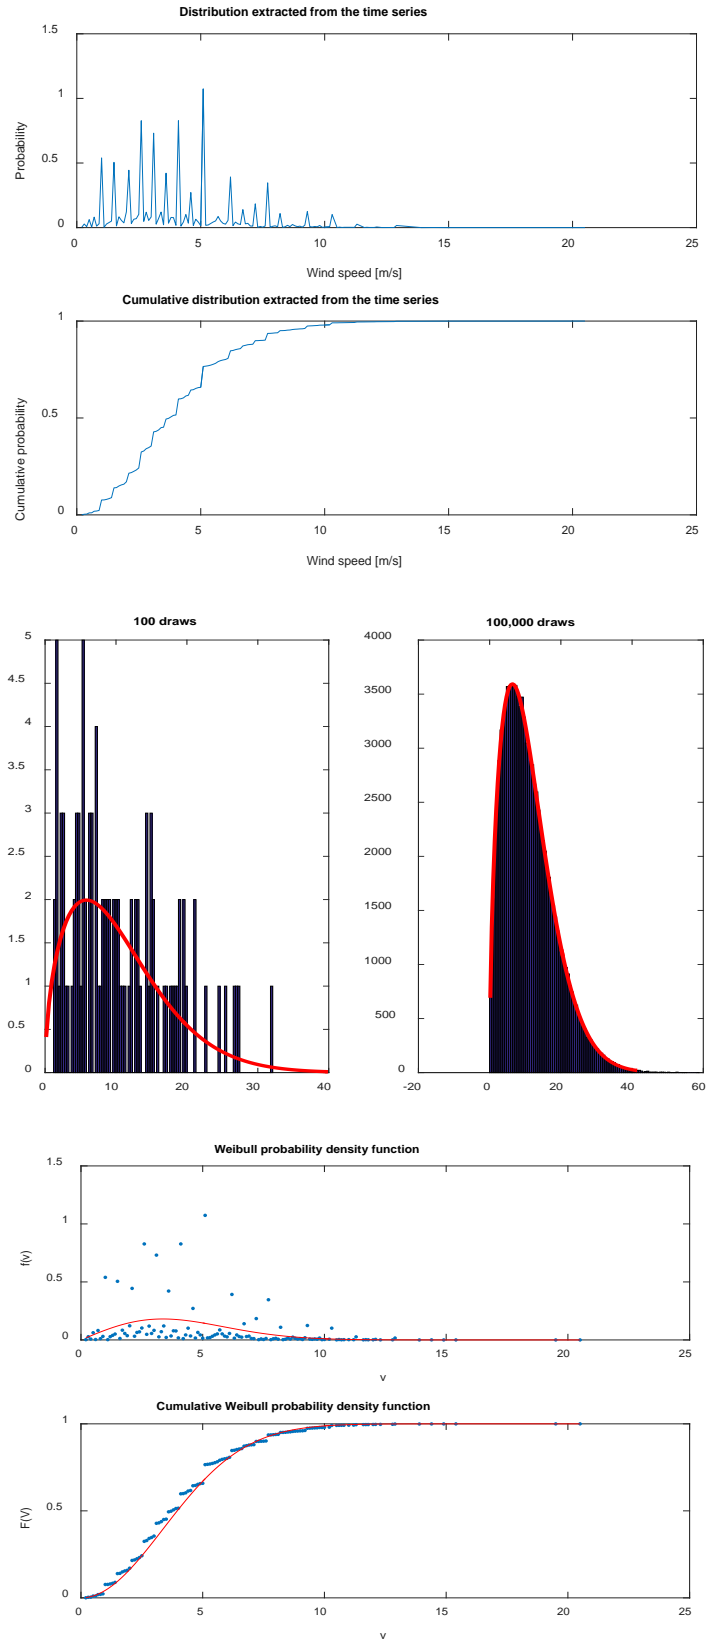 Distribution extracted from the time series
1.5
1
0.5
0
Probability
0 5 10 15 20 25
Wind speed [m/s]
Cumulative distribution extracted from the time series
1
0.5
0
Cumulative probability
0 5 10 15 20 25
Wind speed [m/s]
100 draws
5
4.5
4
3.5
3
2.5
2
1.5
1
0.5
0
0 10 20 30 40
100,000 draws
4000
3500
3000
2500
2000
1500
1000
500
0
-20 0 20 40 60
Weibull probability density function
1.5
1
0.5
0
f(v)
0 5 10 15 20 25
v
Cumulative Weibull probability density function
1
0.5
0
F(V)
0 5 10 15 20 25
v